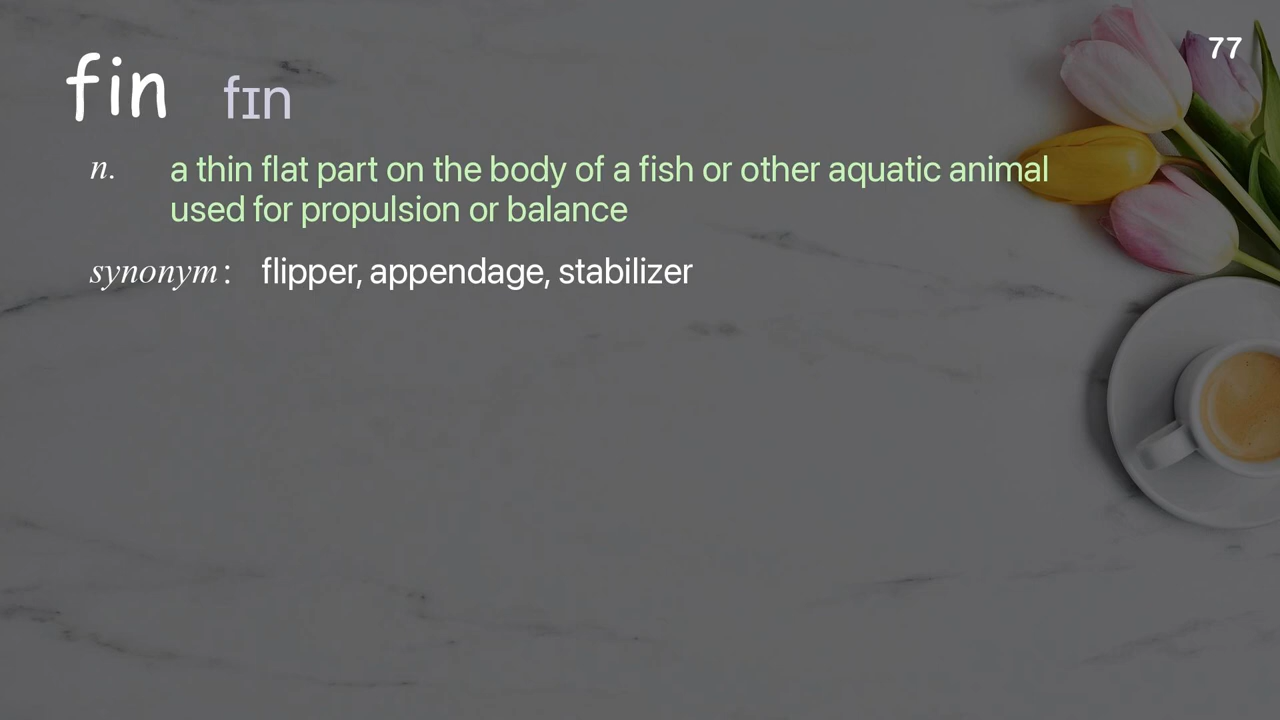 77
fin fɪn
n. a thin flat part on the body of a fish or other aquatic animal
used for propulsion or balance
synonym: flipper, appendage, stabilizer